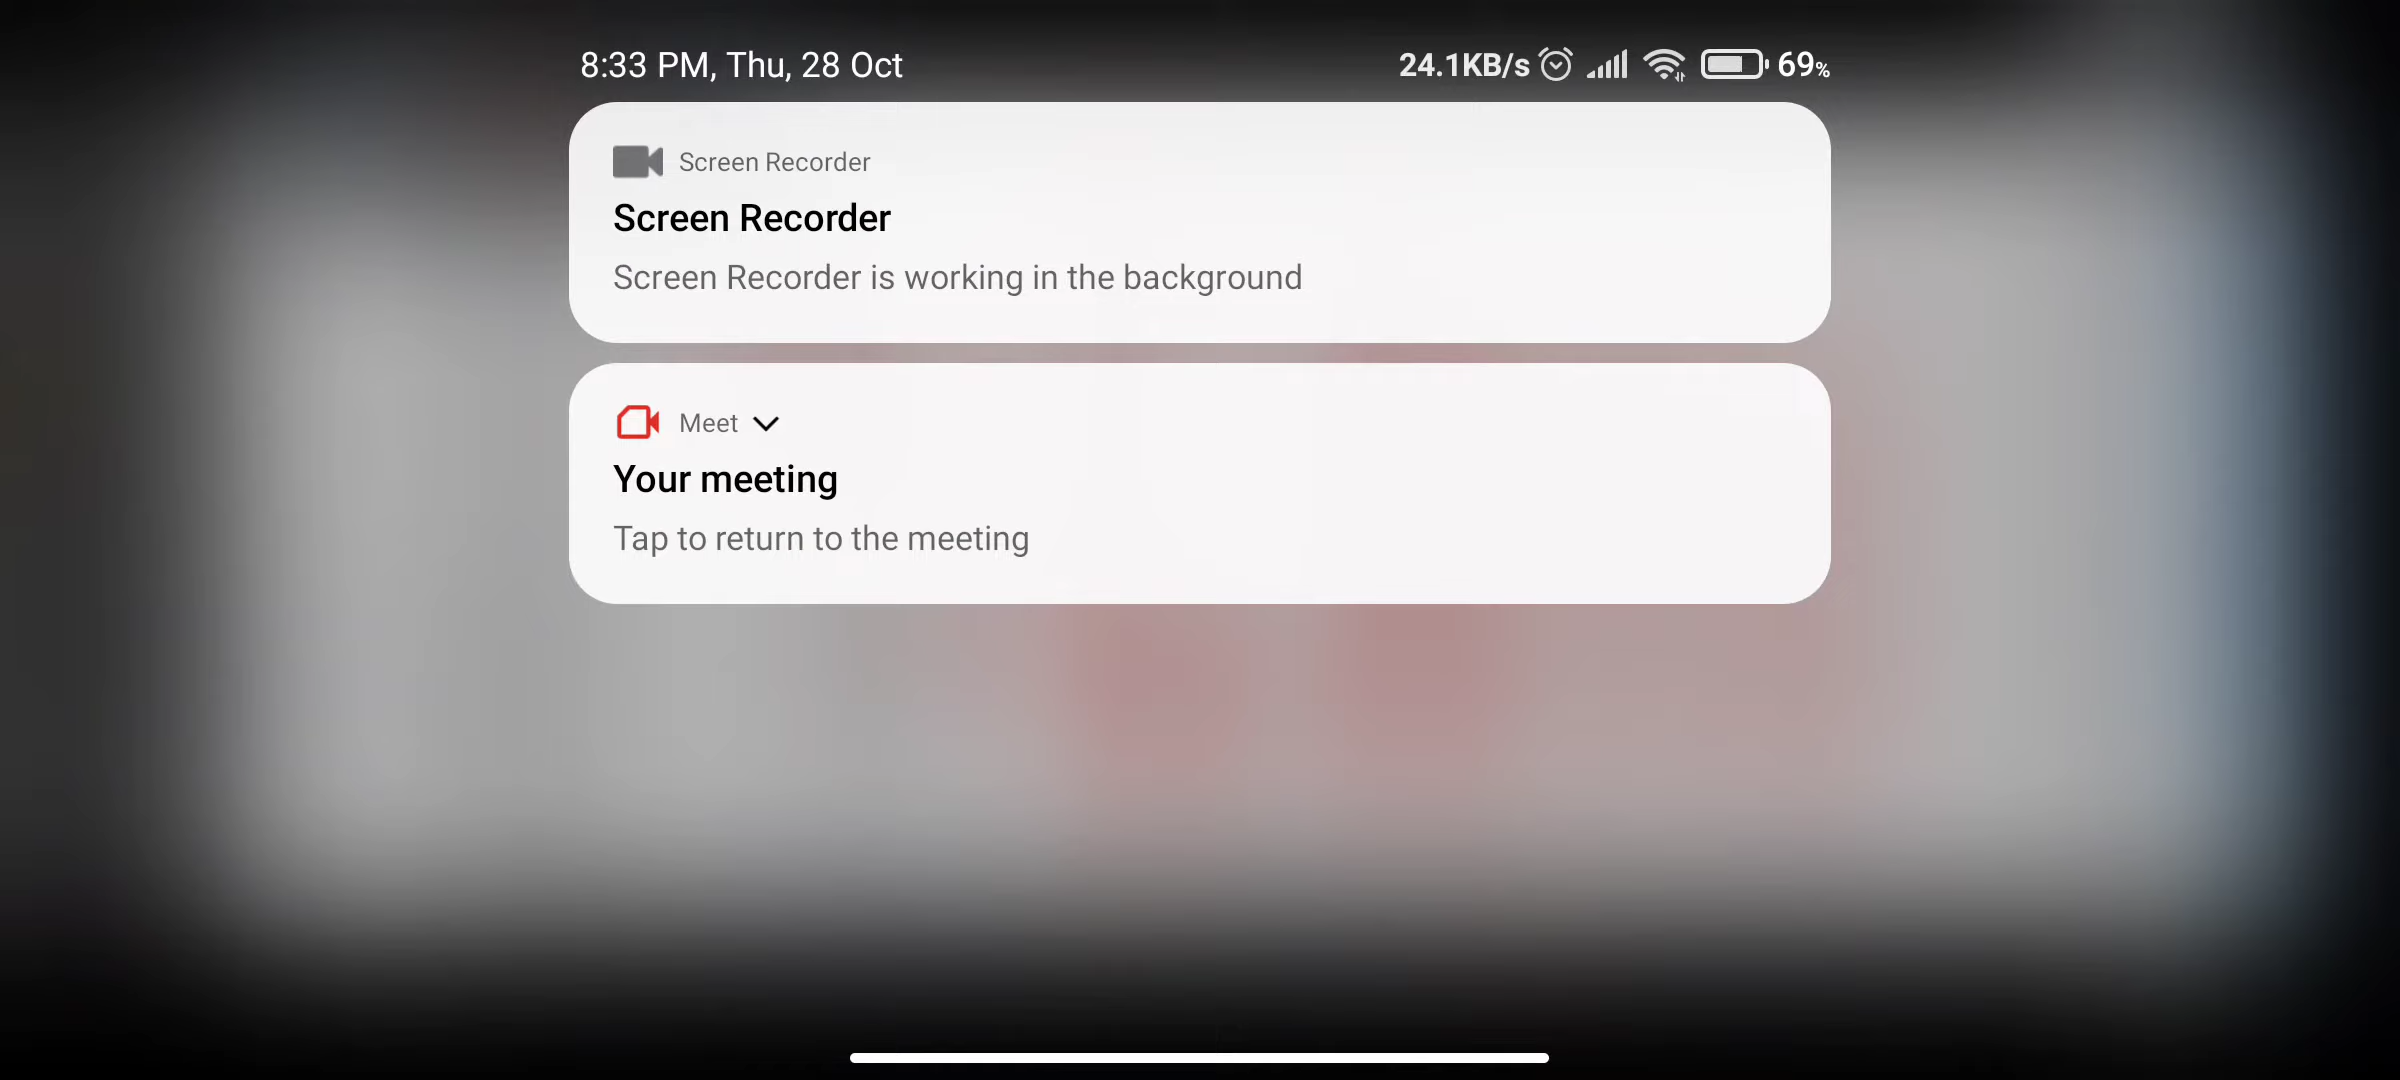 8:33 PM, Thu, 28 Oct 24.1KB/s 69%
Screen Recorder
Screen Recorder
Screen Recorder is working in the background
Meet
Your meeting
Tap to return to the meeting